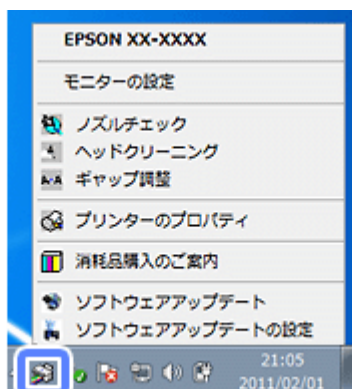 EPSON XX-XXXX
モニターの設定
ノズルチェック
ヘッドクリーニング
ギャップ調整
プリンターのプロパティ
消耗品購入のご案内
ソフトウェアアップデート
ソフトウェアアップデートの設定
21:05
2011/02/01